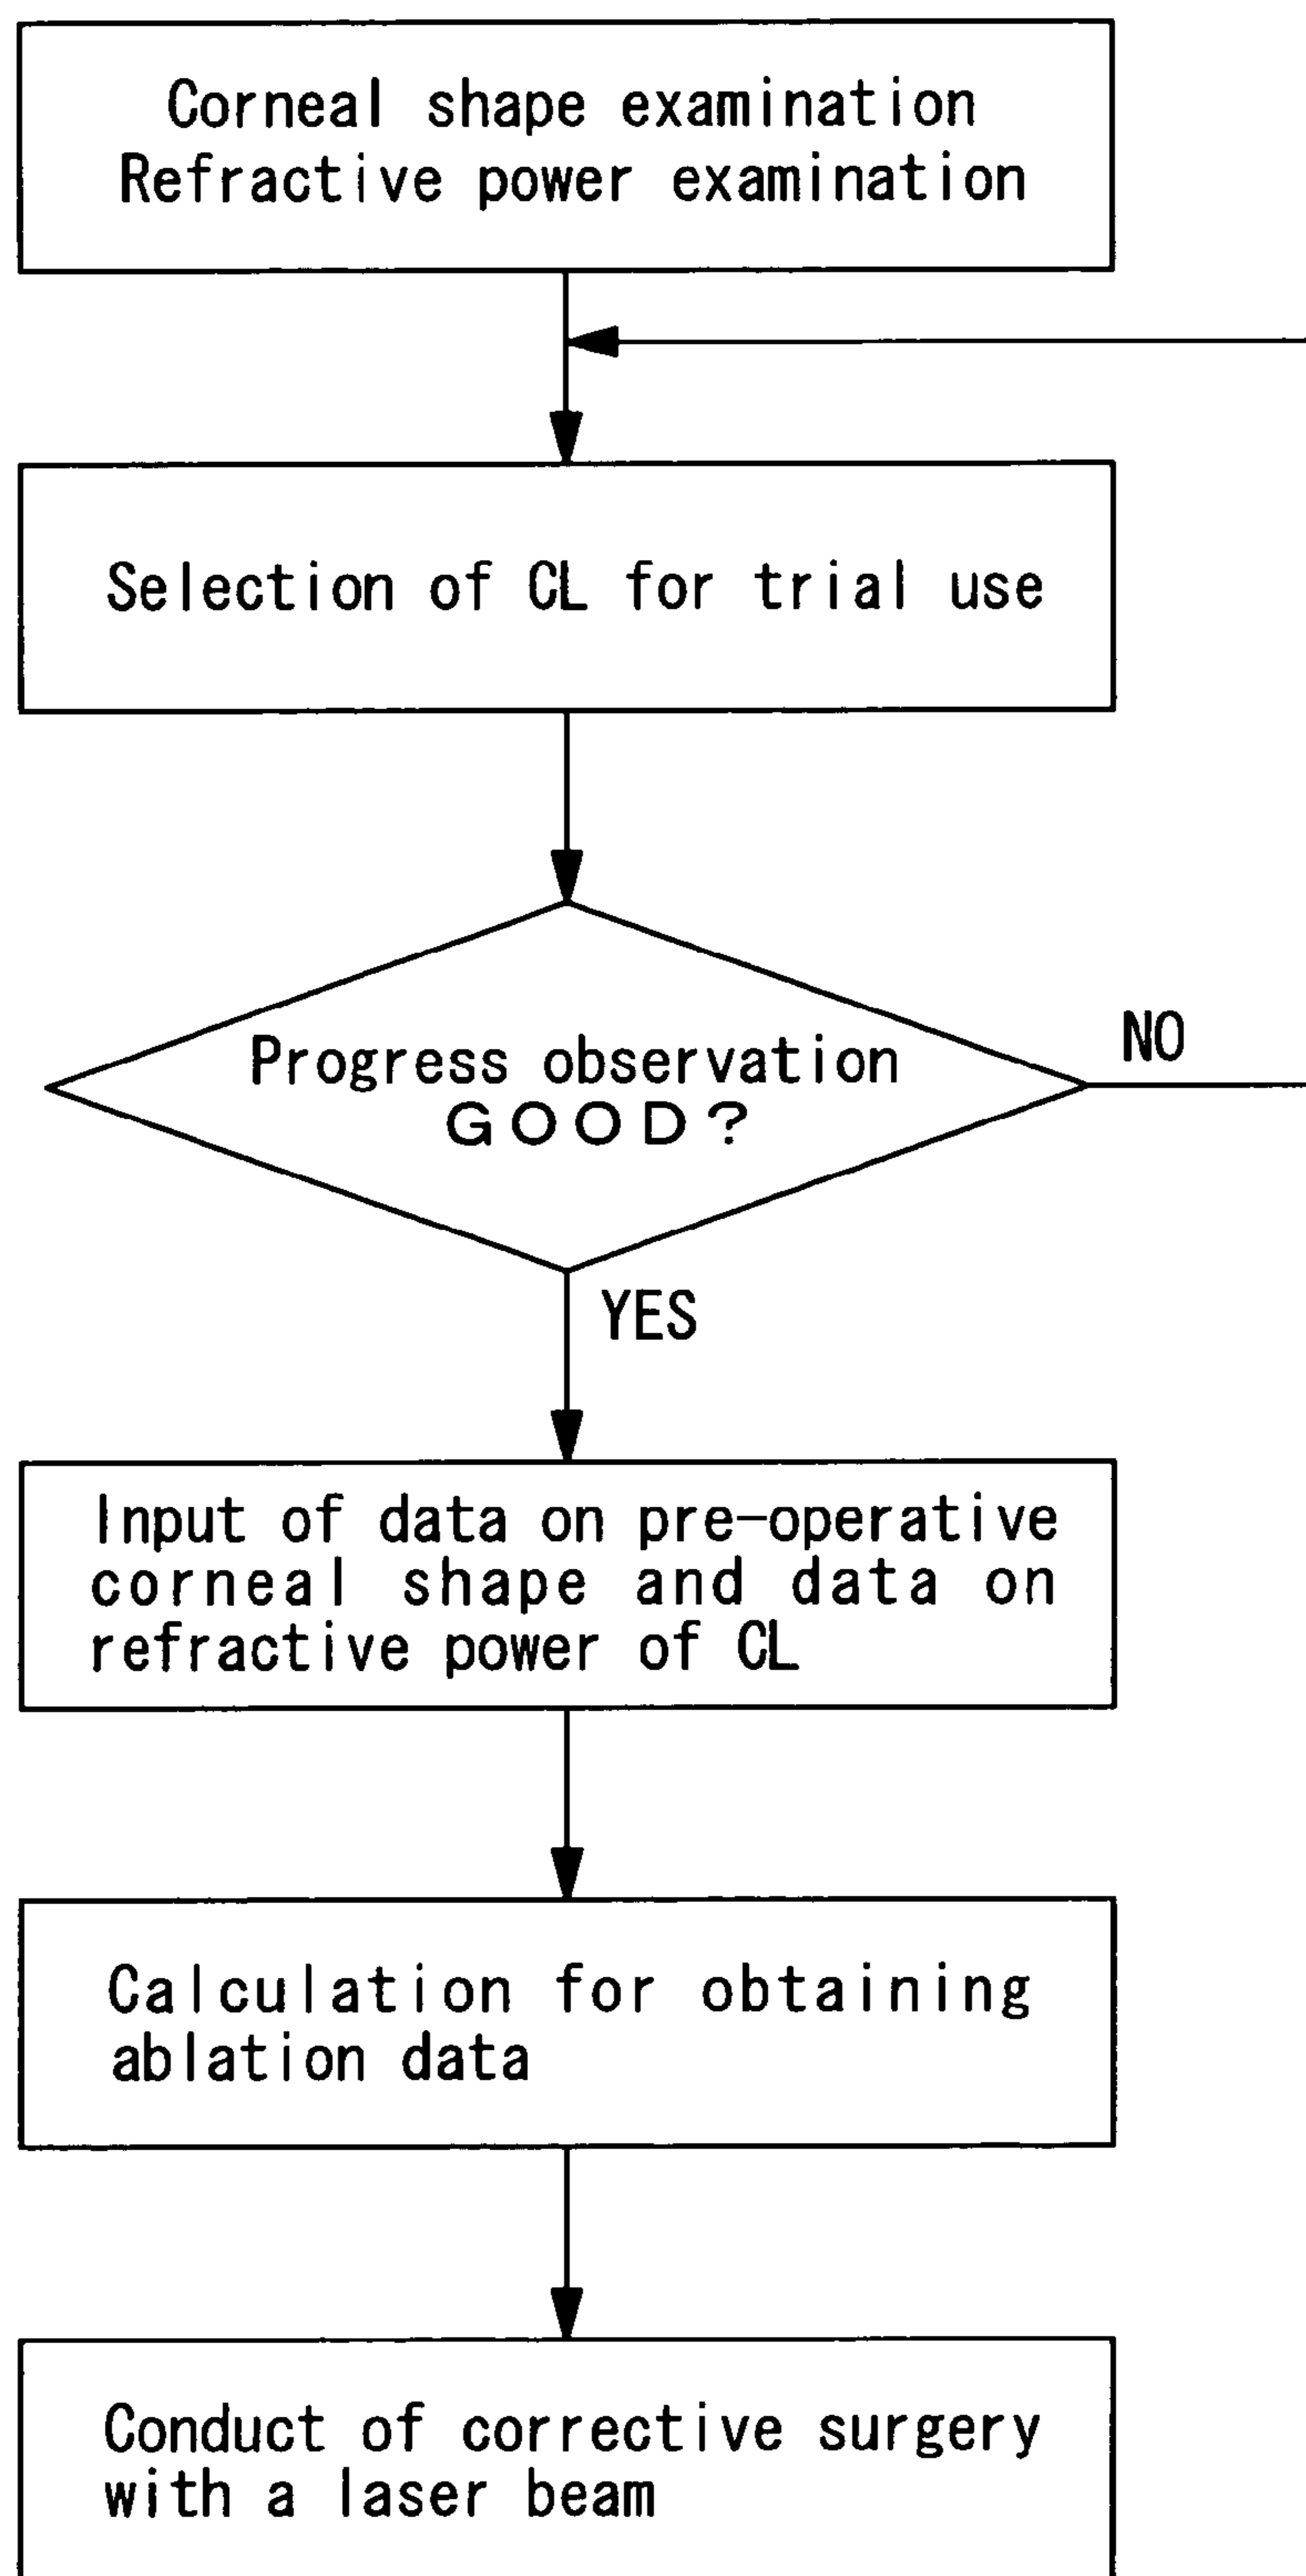 Corneal shape examination
Refractive power examination
Selection of CL for trial use
Progress observation
GOOD?
NO
YES
Input of data on pre-operative
corneal shape and data on
refractive power of CL
Calculation for obtaining
ablation data
Conduct of corrective surgery
with a laser beam